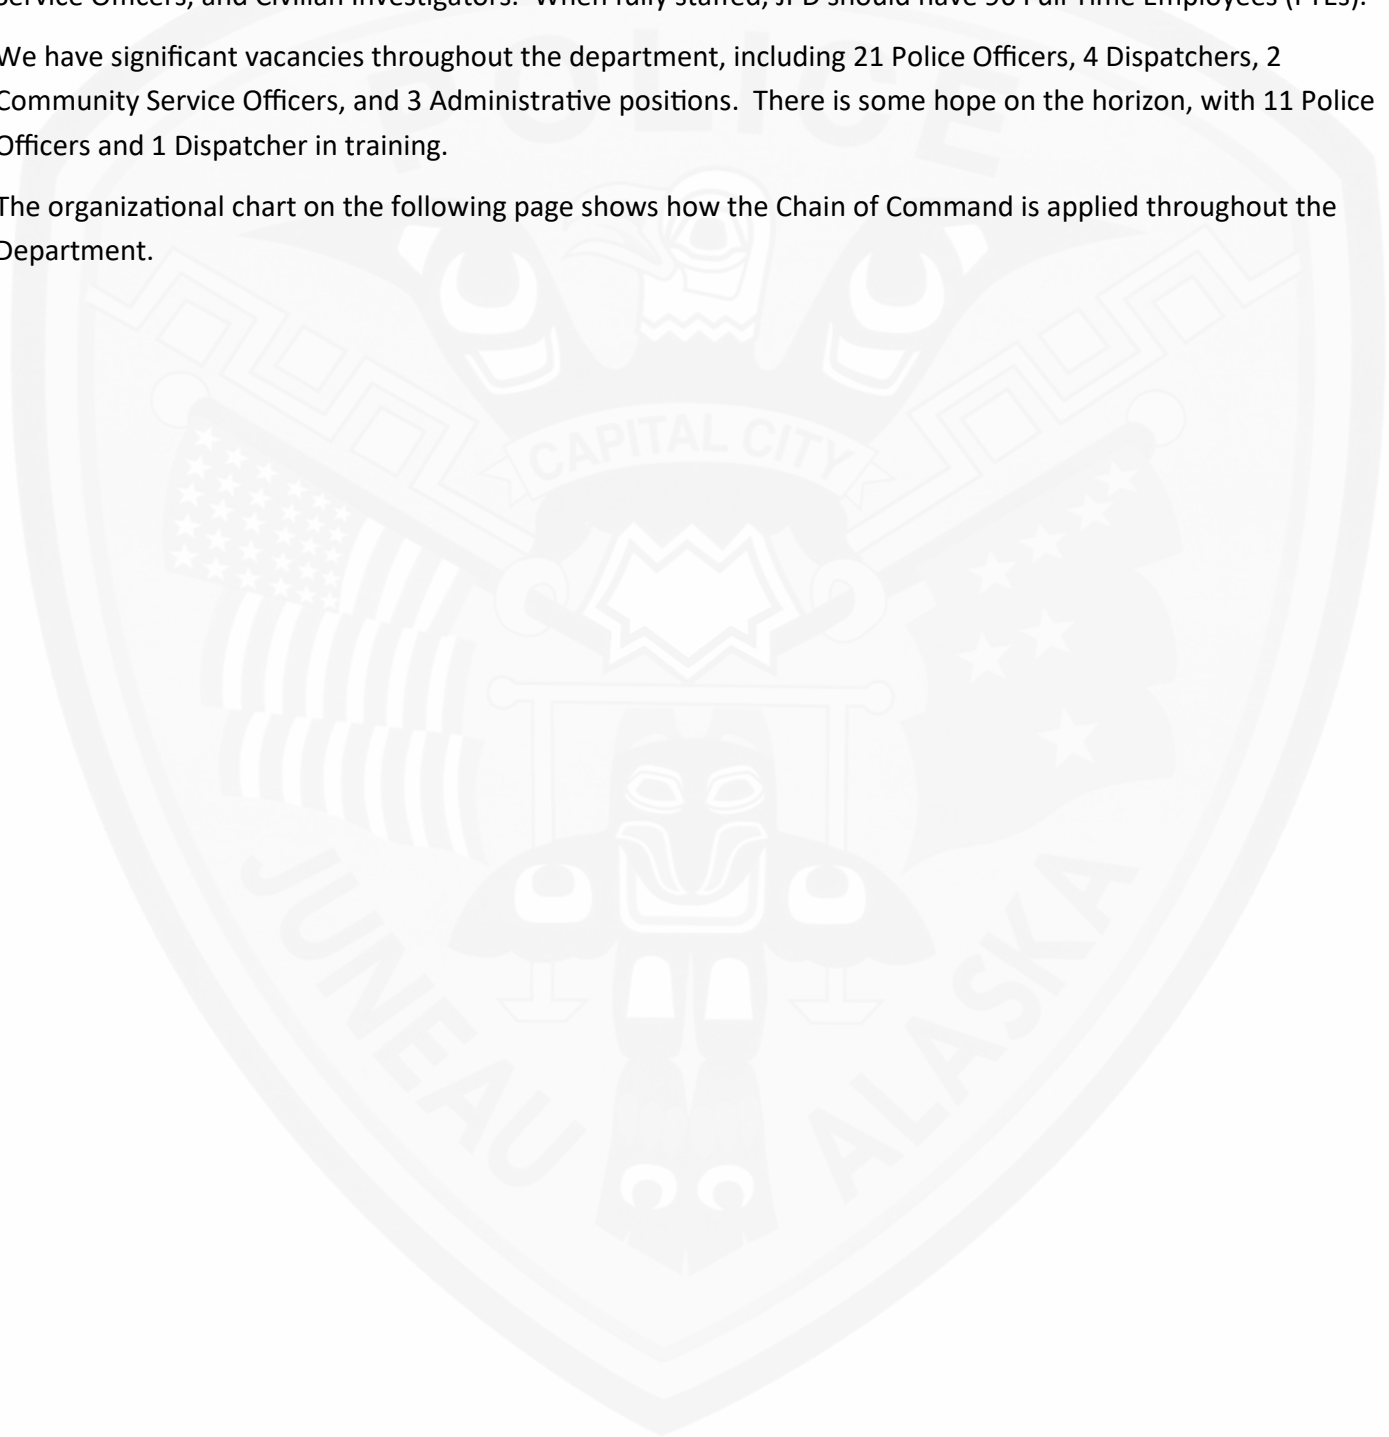 Service Officers, and Civilian Investigators. When fully staffed, JPD should have Full Time Employees (FTEs).
We have significant vacancies throughout the department, including 21 Police Officers, 4 Dispatchers, 2
Community Service Officers, and 3 Administrative positions. There is some hope on the horizon, with 11 Police
Officers and 1 Dispatcher in training.
The organizational chart on the following page shows how the Chain of Command is applied throughout the
Department.
POLICE
CAPITAL CITY
JUNEAU
ALASKA